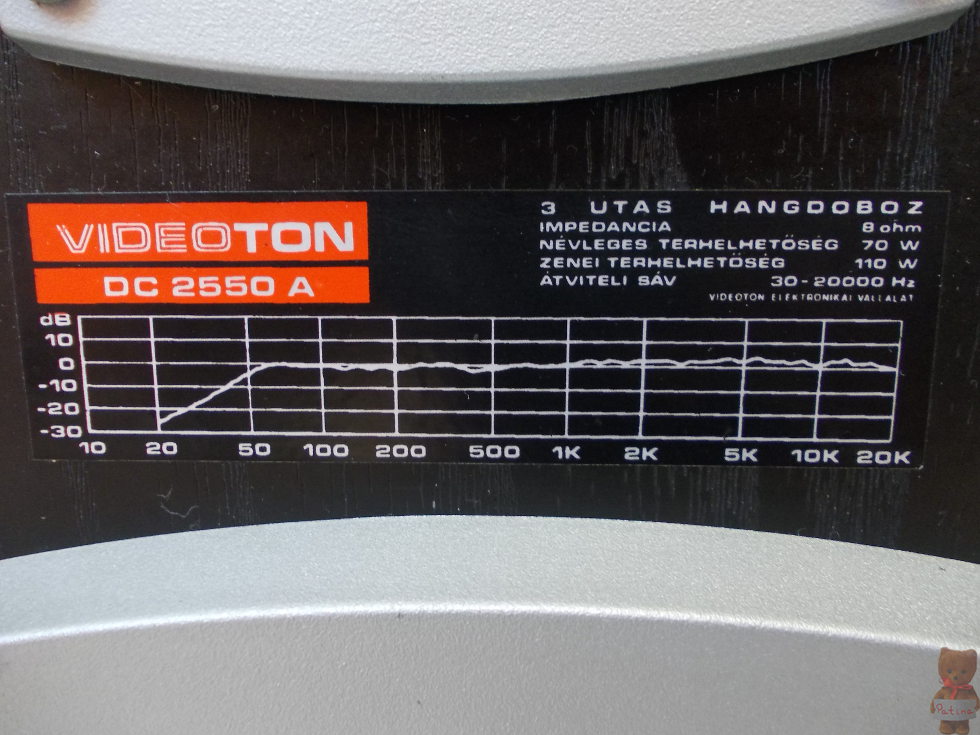 VIDEOTON
DC 2550 A
3 UTAS HANGDOBOZ
IMPEDANCIA 8 ohm
NÉVLEGES TERHELHETŐSÉG 70 W
ZENEI TERHELHETŐSÉG 110 W
ÁTVITELI SÁV 30-20000 Hz
VIDEOTON ELEKTRONIKAI VÁLLALAT
dB
10
0
-10
-20
-30
10 20 50 100 200 500 1K 2K 5K 10K 20K
Patina